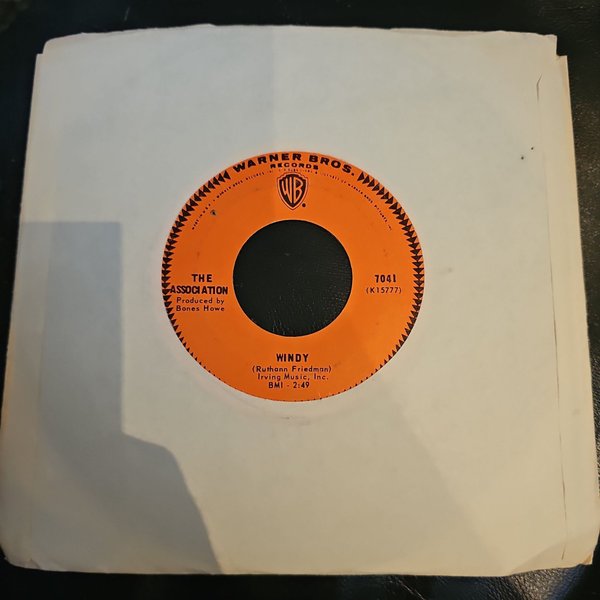 WARNER BROS.
RECORDS
WB
THE
ASSOCIATION
Produced by
Bones Howe
7041
(K15777)
WINDY
(Ruthann Friedman)
Irving Music, Inc.
BMI - 2:49